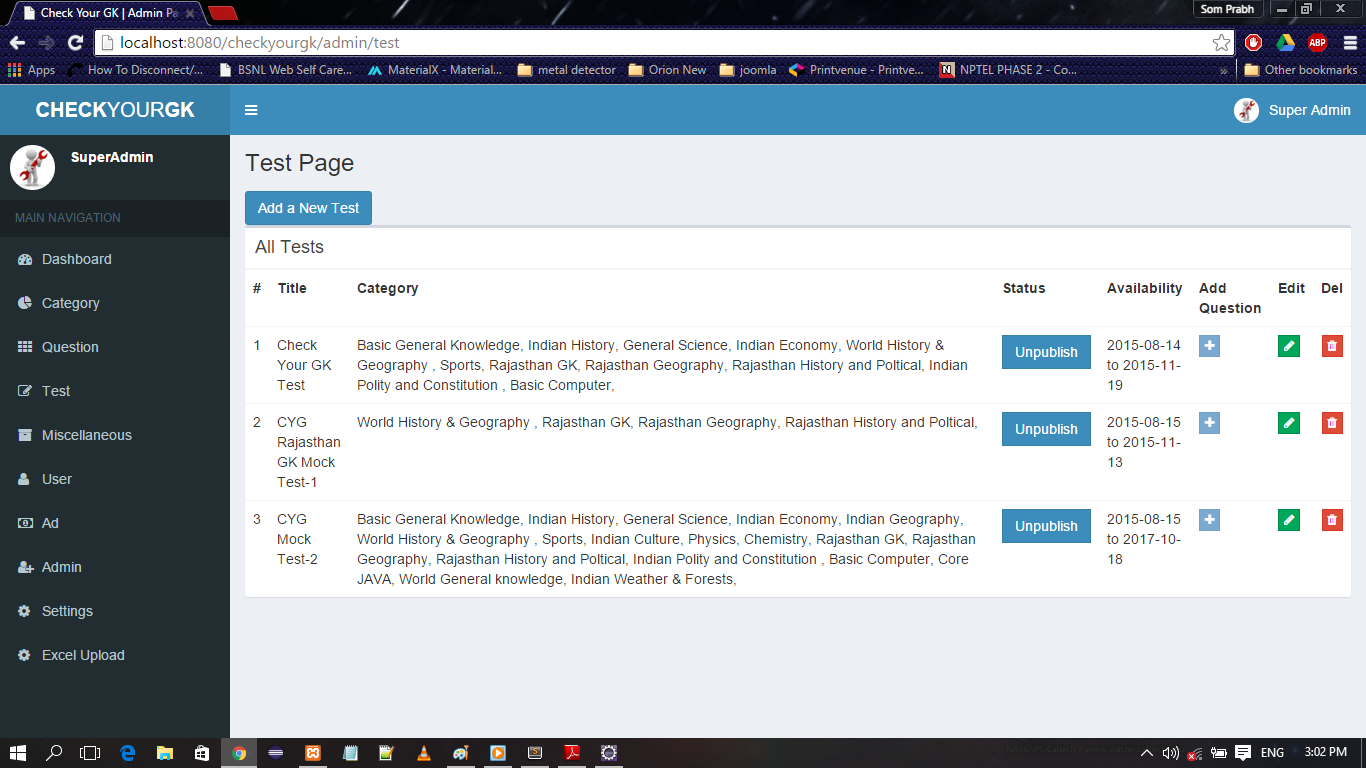 Check Your GK | Admin Pa
Som Prabh
localhost:8080/checkyourgk/admin/test
ABP
Apps How To Disconnect/... BSNL Web Self Care... MaterialX - Material... metal detector Orion New joomla Printvenue - Printve... N NPTEL PHASE 2 - Co... » Other bookmarks
CHECKYOURGK Super Admin
SuperAdmin
MAIN NAVIGATION
Dashboard
Category
Question
Test
Miscellaneous
User
Ad
Admin
Settings
Excel Upload
Test Page
Add a New Test
All Tests
# Title Category Status Availability Add Edit Del
Question
1 Check Basic General Knowledge, Indian History, General Science, Indian Economy, World History & Unpublish 2015-08-14
Your GK Geography , Sports, Rajasthan GK, Rajasthan Geography, Rajasthan History and Poltical, Indian to 2015-11-
Test Polity and Constitution , Basic Computer, 19
2 CYG World History & Geography , Rajasthan GK, Rajasthan Geography, Rajasthan History and Poltical, Unpublish 2015-08-15
Rajasthan to 2015-11-
GK Mock 13
Test-1
3 CYG Basic General Knowledge, Indian History, General Science, Indian Economy, Indian Geography, Unpublish 2015-08-15
Mock World History & Geography , Sports, Indian Culture, Physics, Chemistry, Rajasthan GK, Rajasthan to 2017-10-
Test-2 Geography, Rajasthan History and Poltical, Indian Polity and Constitution , Basic Computer, Core 18
JAVA, World General knowledge, Indian Weather & Forests,
ENG 3:02 PM